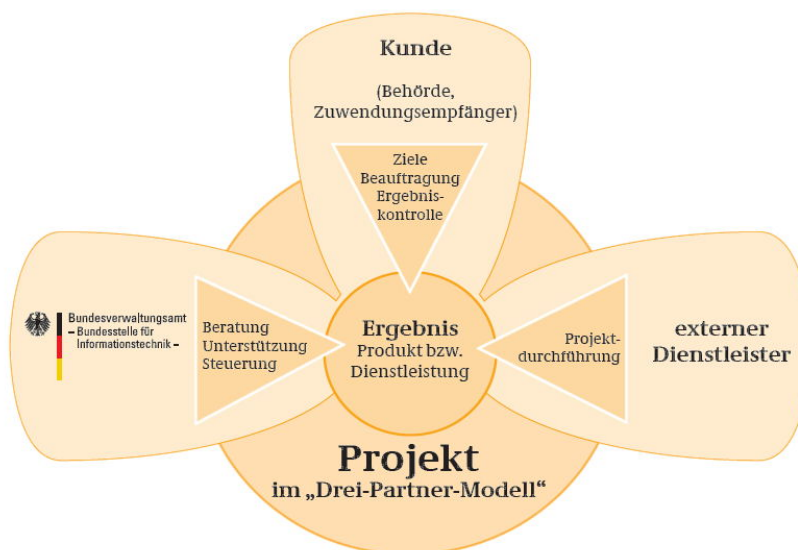 Kunde
(Behörde,
Zuwendungsempfänger)
Ziele
Beauftragung
Ergebnis-
kontrolle
Bundesverwaltungsamt
– Bundesstelle für
Informationstechnik –
Beratung
Unterstützung
Steuerung
Ergebnis
Produkt bzw.
Dienstleistung
Projekt-
durchführung
externer
Dienstleister
Projekt
im „Drei-Partner-Modell“